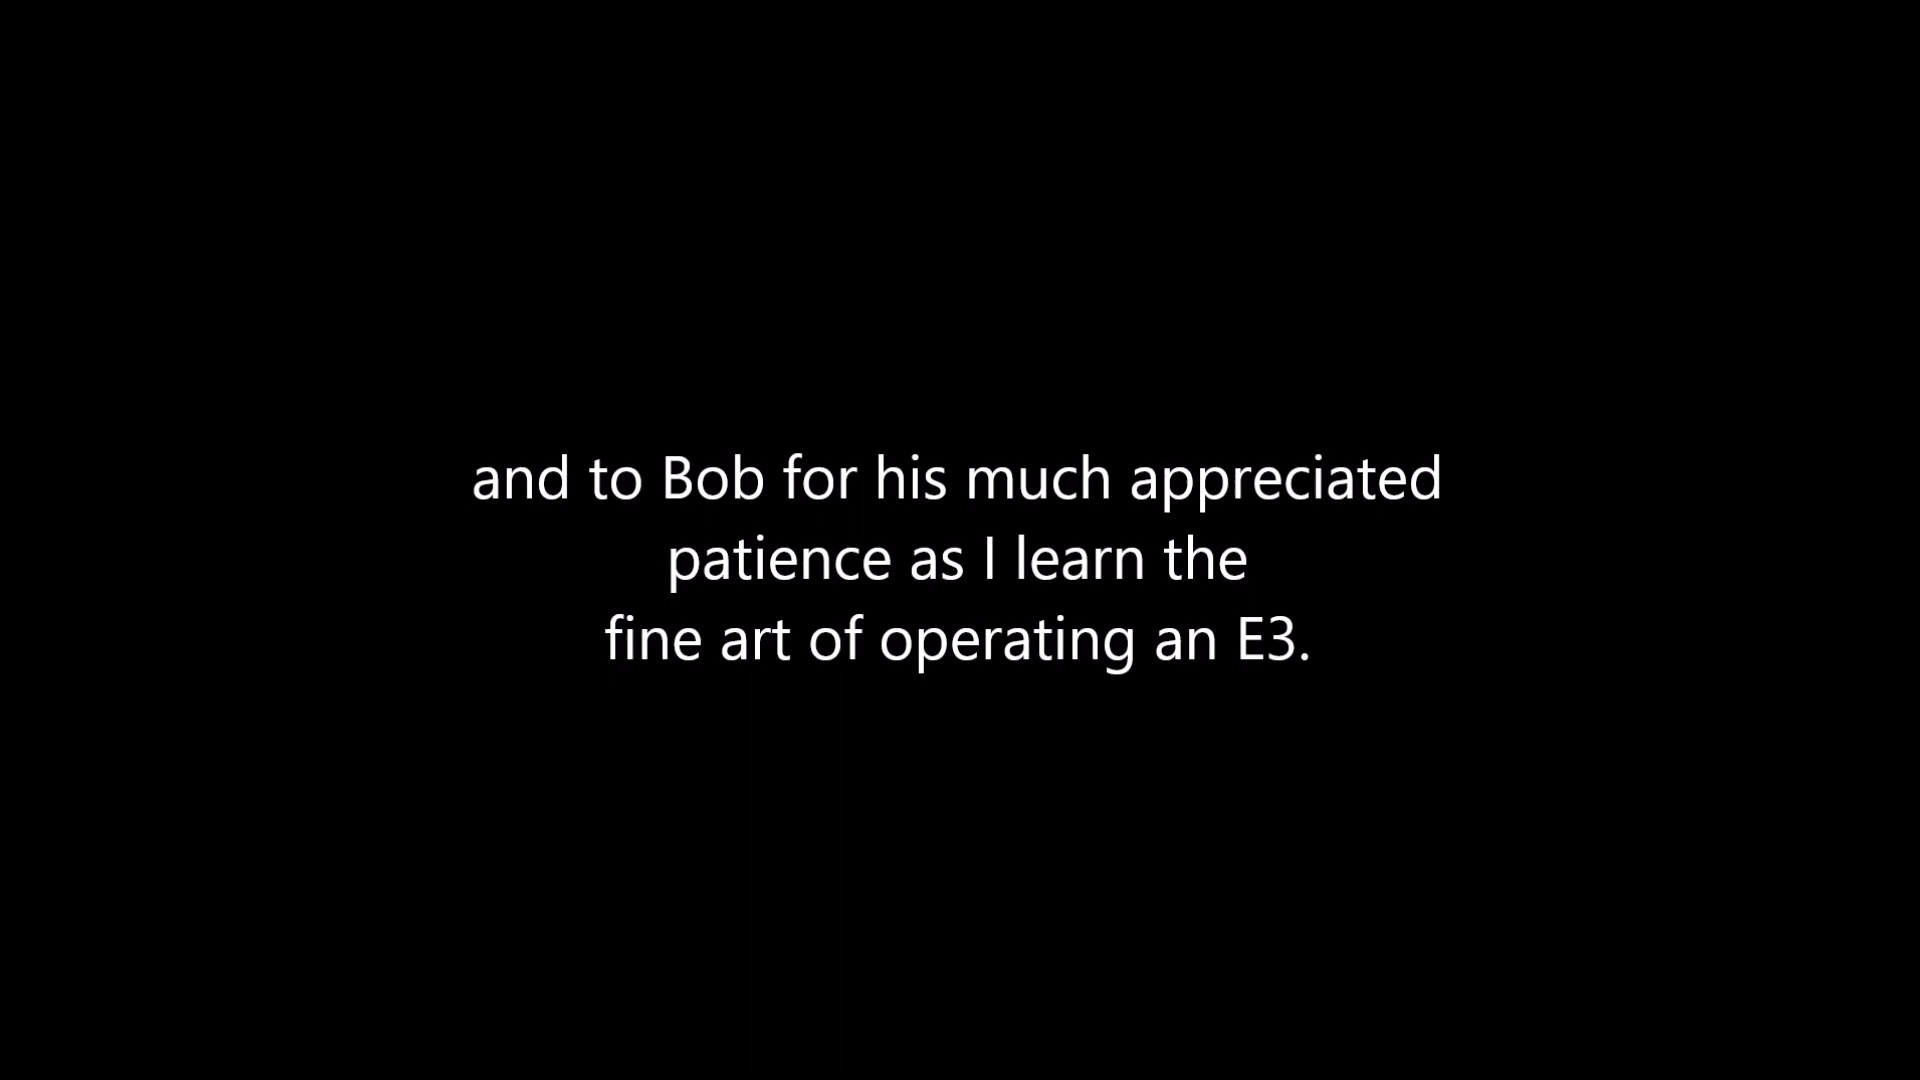 and to Bob for his much appreciated
patience as I learn the
fine art of operating an E3.